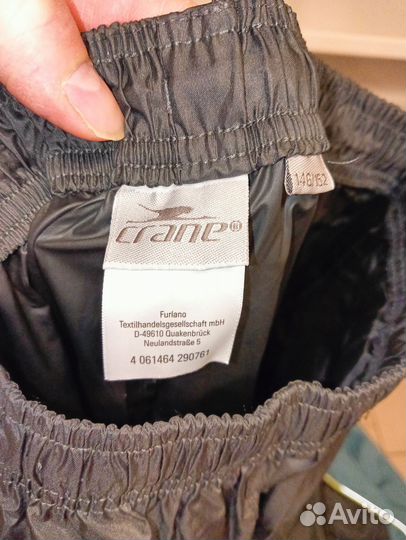 crane®
146/152
Furlano
Textilhandelsgesellschaft mbH
D-49610 Quakenbrück
Neulandstraße 5
4 061464 290761
Avito